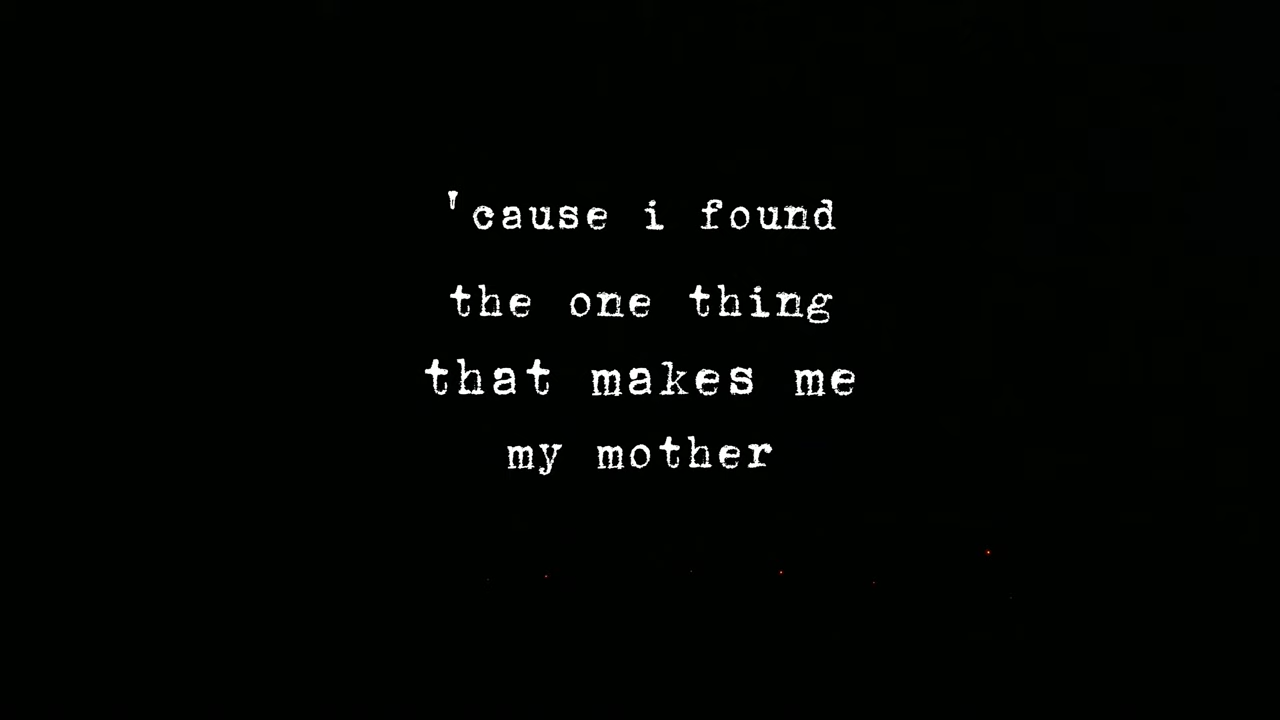 'cause i found
the one thing
that makes me
my mother